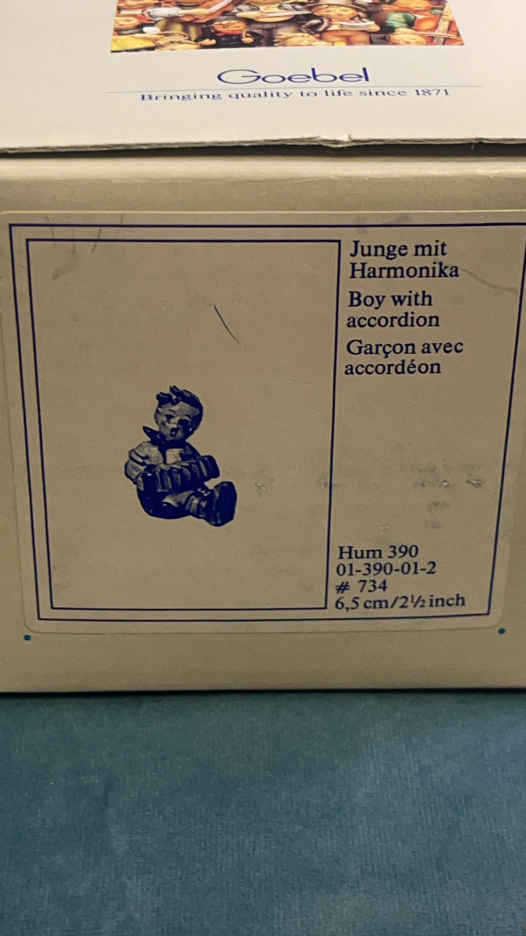 Goebel
Bringing quality to life since 1871
Junge mit
Harmonika
Boy with
accordion
Garçon avec
accordéon
Hum 390
01-390-01-2
# 734
6,5 cm/2½ inch